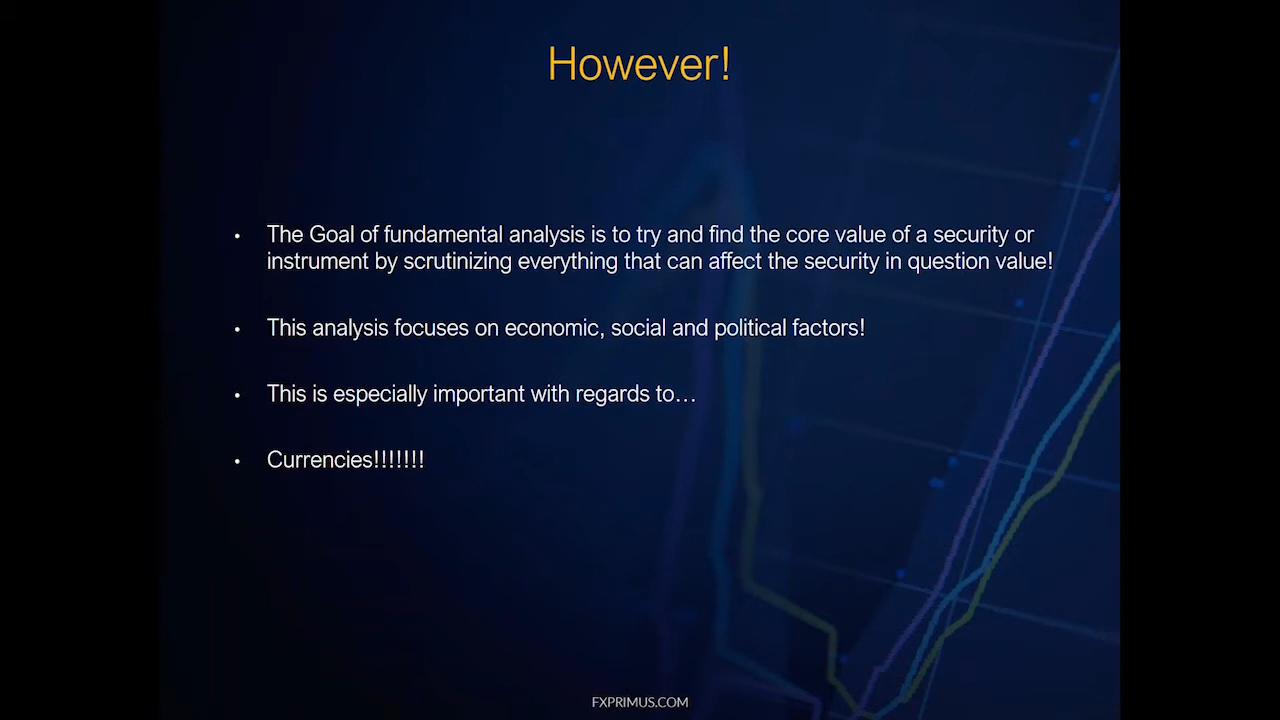 However!
• The Goal of fundamental analysis is to try and find the core value of a security or
instrument by scrutinizing everything that can affect the security in question value!
• This analysis focuses on economic, social and political factors!
• This is especially important with regards to…
• Currencies!!!!!!!
FXPRIMUS.COM